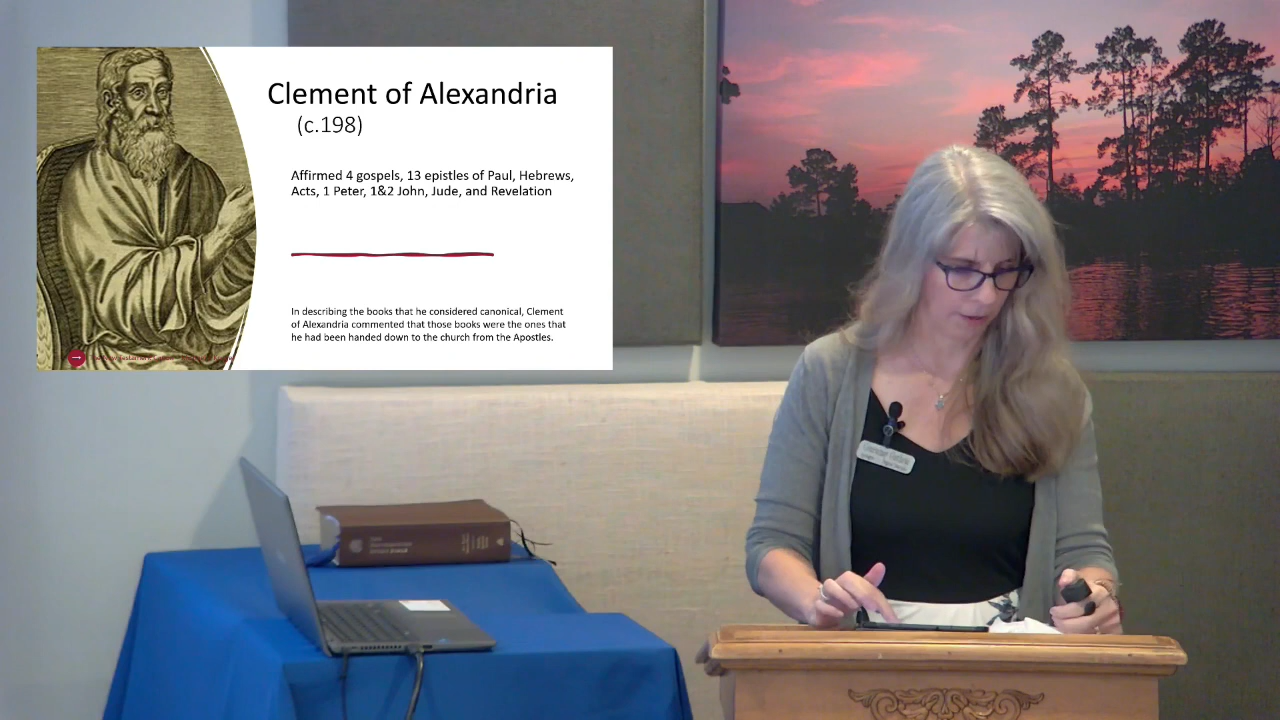 Clement of Alexandria
(c.198)
Affirmed 4 gospels, 13 epistles of Paul, Hebrews,
Acts, 1 Peter, 1&2 John, Jude, and Revelation
In describing the books that he considered canonical, Clement
of Alexandria commented that those books were the ones that
he had been handed down to the church from the Apostles.